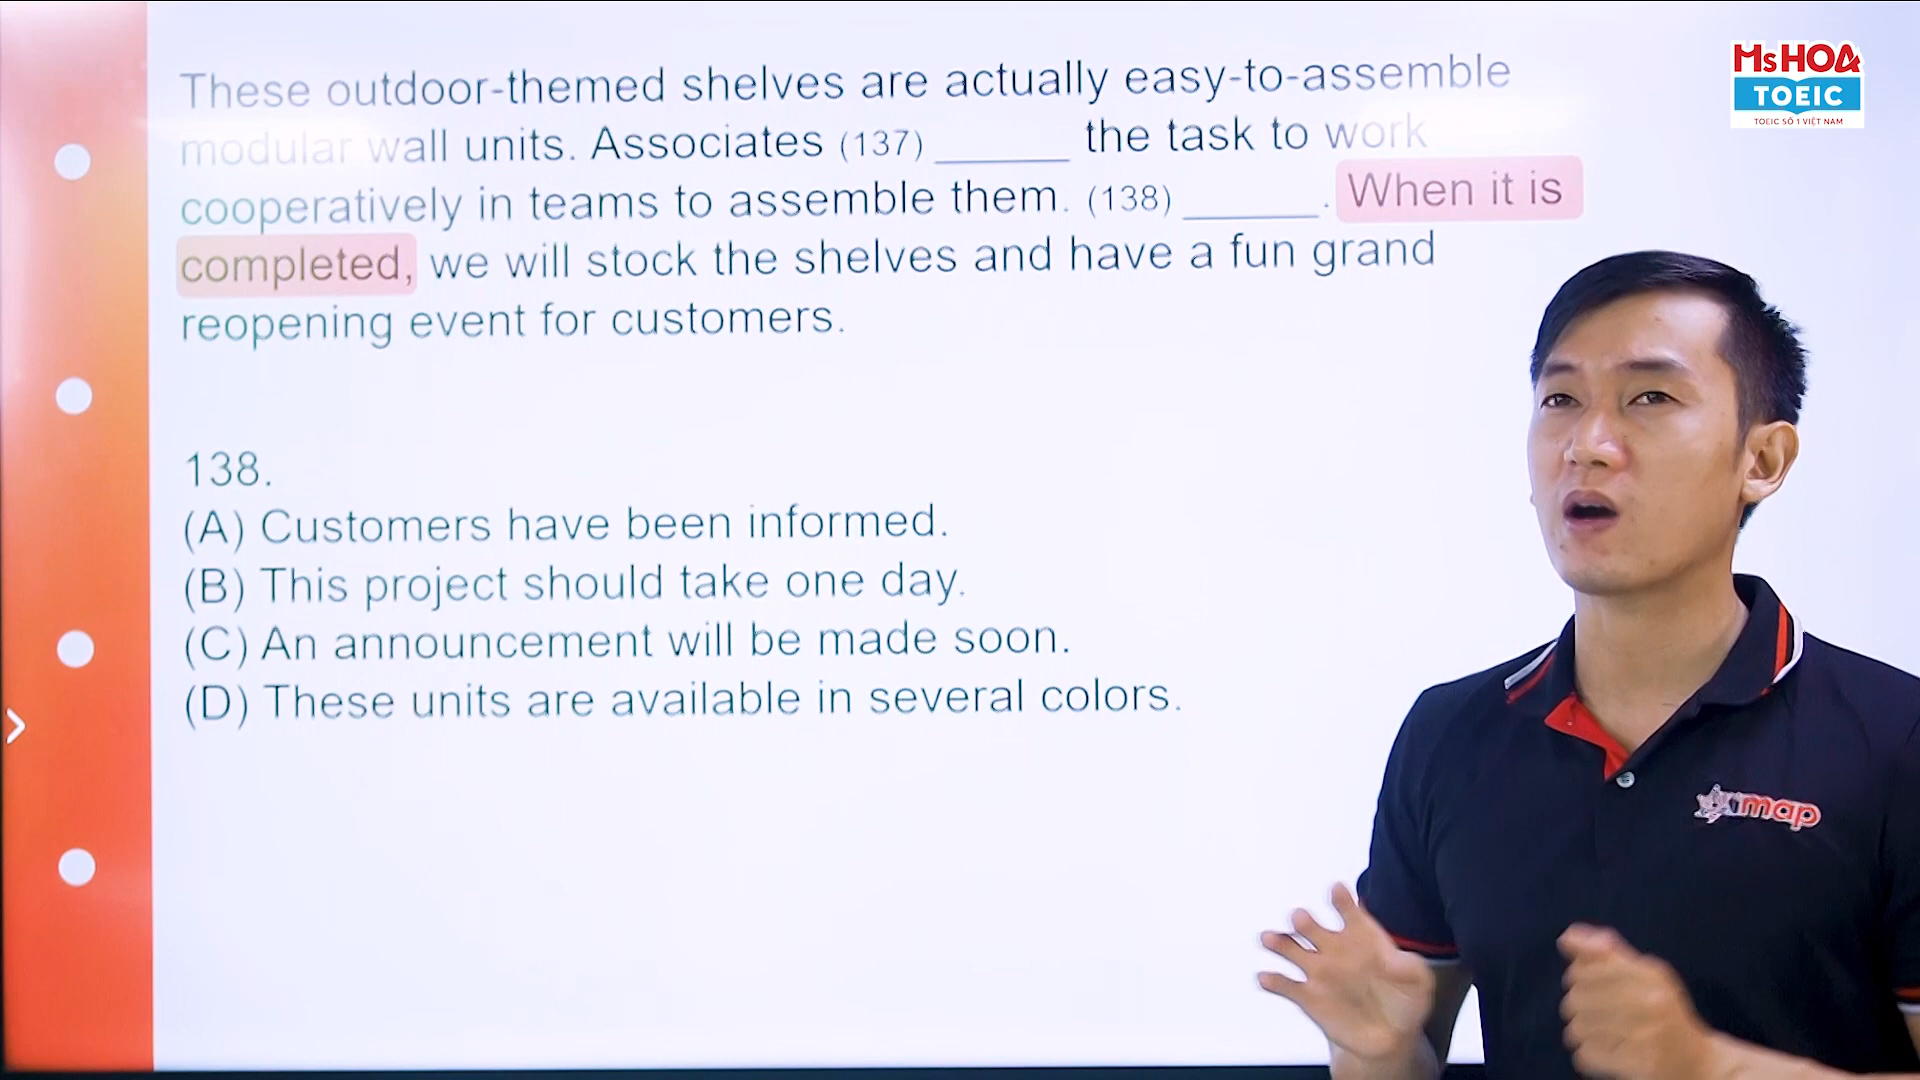 These outdoor-themed shelves are actually easy-to-assemble
modular wall units. Associates (137) ______ the task to work
cooperatively in teams to assemble them. (138) ______. When it is
completed, we will stock the shelves and have a fun grand
reopening event for customers.
138.
(A) Customers have been informed.
(B) This project should take one day.
(C) An announcement will be made soon.
(D) These units are available in several colors.
MsHOA
TOEIC
TOEIC SỐ 1 VIỆT NAM
imap